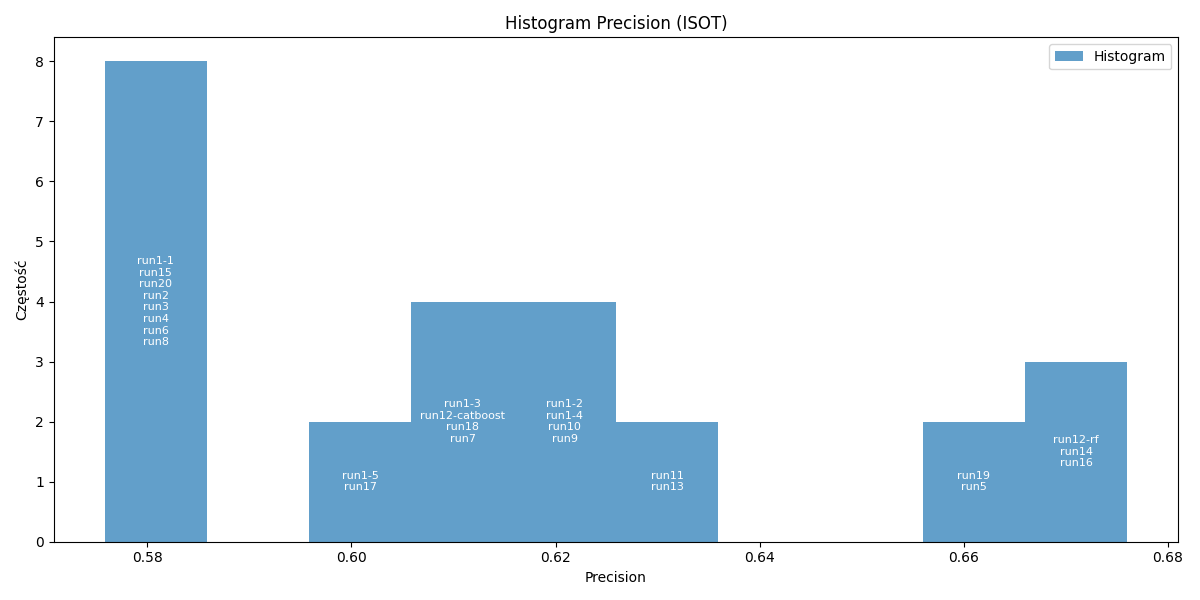 Histogram Precision (ISOT)
Histogram
Częstość
8
7
6
5
4
3
2
1
0
run1-1
run15
run20
run2
run3
run4
run6
run8
run1-5
run17
run1-3
run12-catboost
run18
run7
run1-2
run1-4
run10
run9
run11
run13
run19
run5
run12-rf
run14
run16
0.58
0.60
0.62
0.64
0.66
0.68
Precision